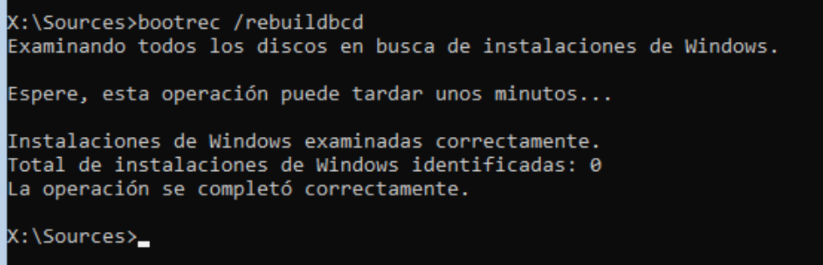 X:\Sources>bootrec /rebuildbcd
Examinando todos los discos en busca de instalaciones de Windows.
Espere, esta operación puede tardar unos minutos...
Instalaciones de Windows examinadas correctamente.
Total de instalaciones de Windows identificadas: 0
La operación se completó correctamente.
X:\Sources>